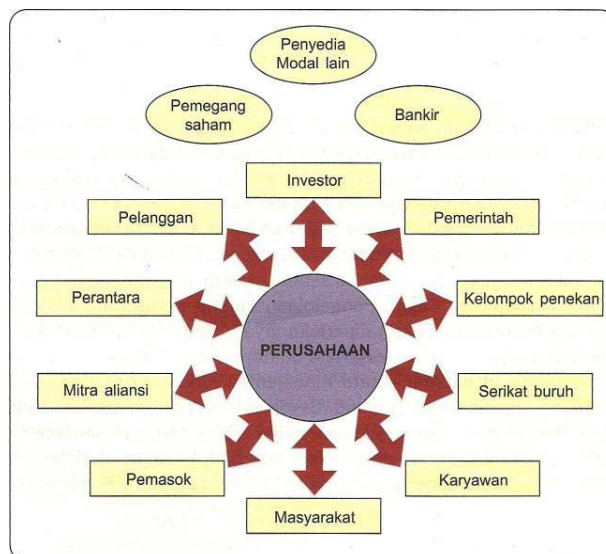 Penyedia
Modal lain
Pemegang
saham
Bankir
Investor
Pelanggan
Pemerintah
Perantara
Kelompok penekan
PERUSAHAAN
Mitra aliansi
Serikat buruh
Pemasok
Karyawan
Masyarakat